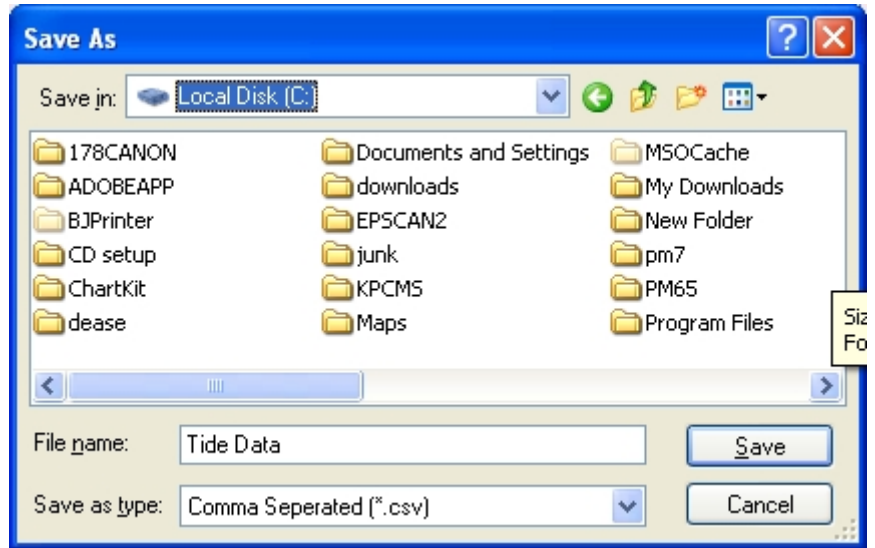 Save As
Save in: Local Disk (C:)
178CANON Documents and Settings MSOCache
ADOBEAPP downloads My Downloads
BJPrinter EPSCAN2 New Folder
CD setup junk pm7
ChartKit KPCMS PM65
dease Maps Program Files
Siz
Fo
File name: Tide Data Save
Save as type: Comma Seperated (*.csv) Cancel